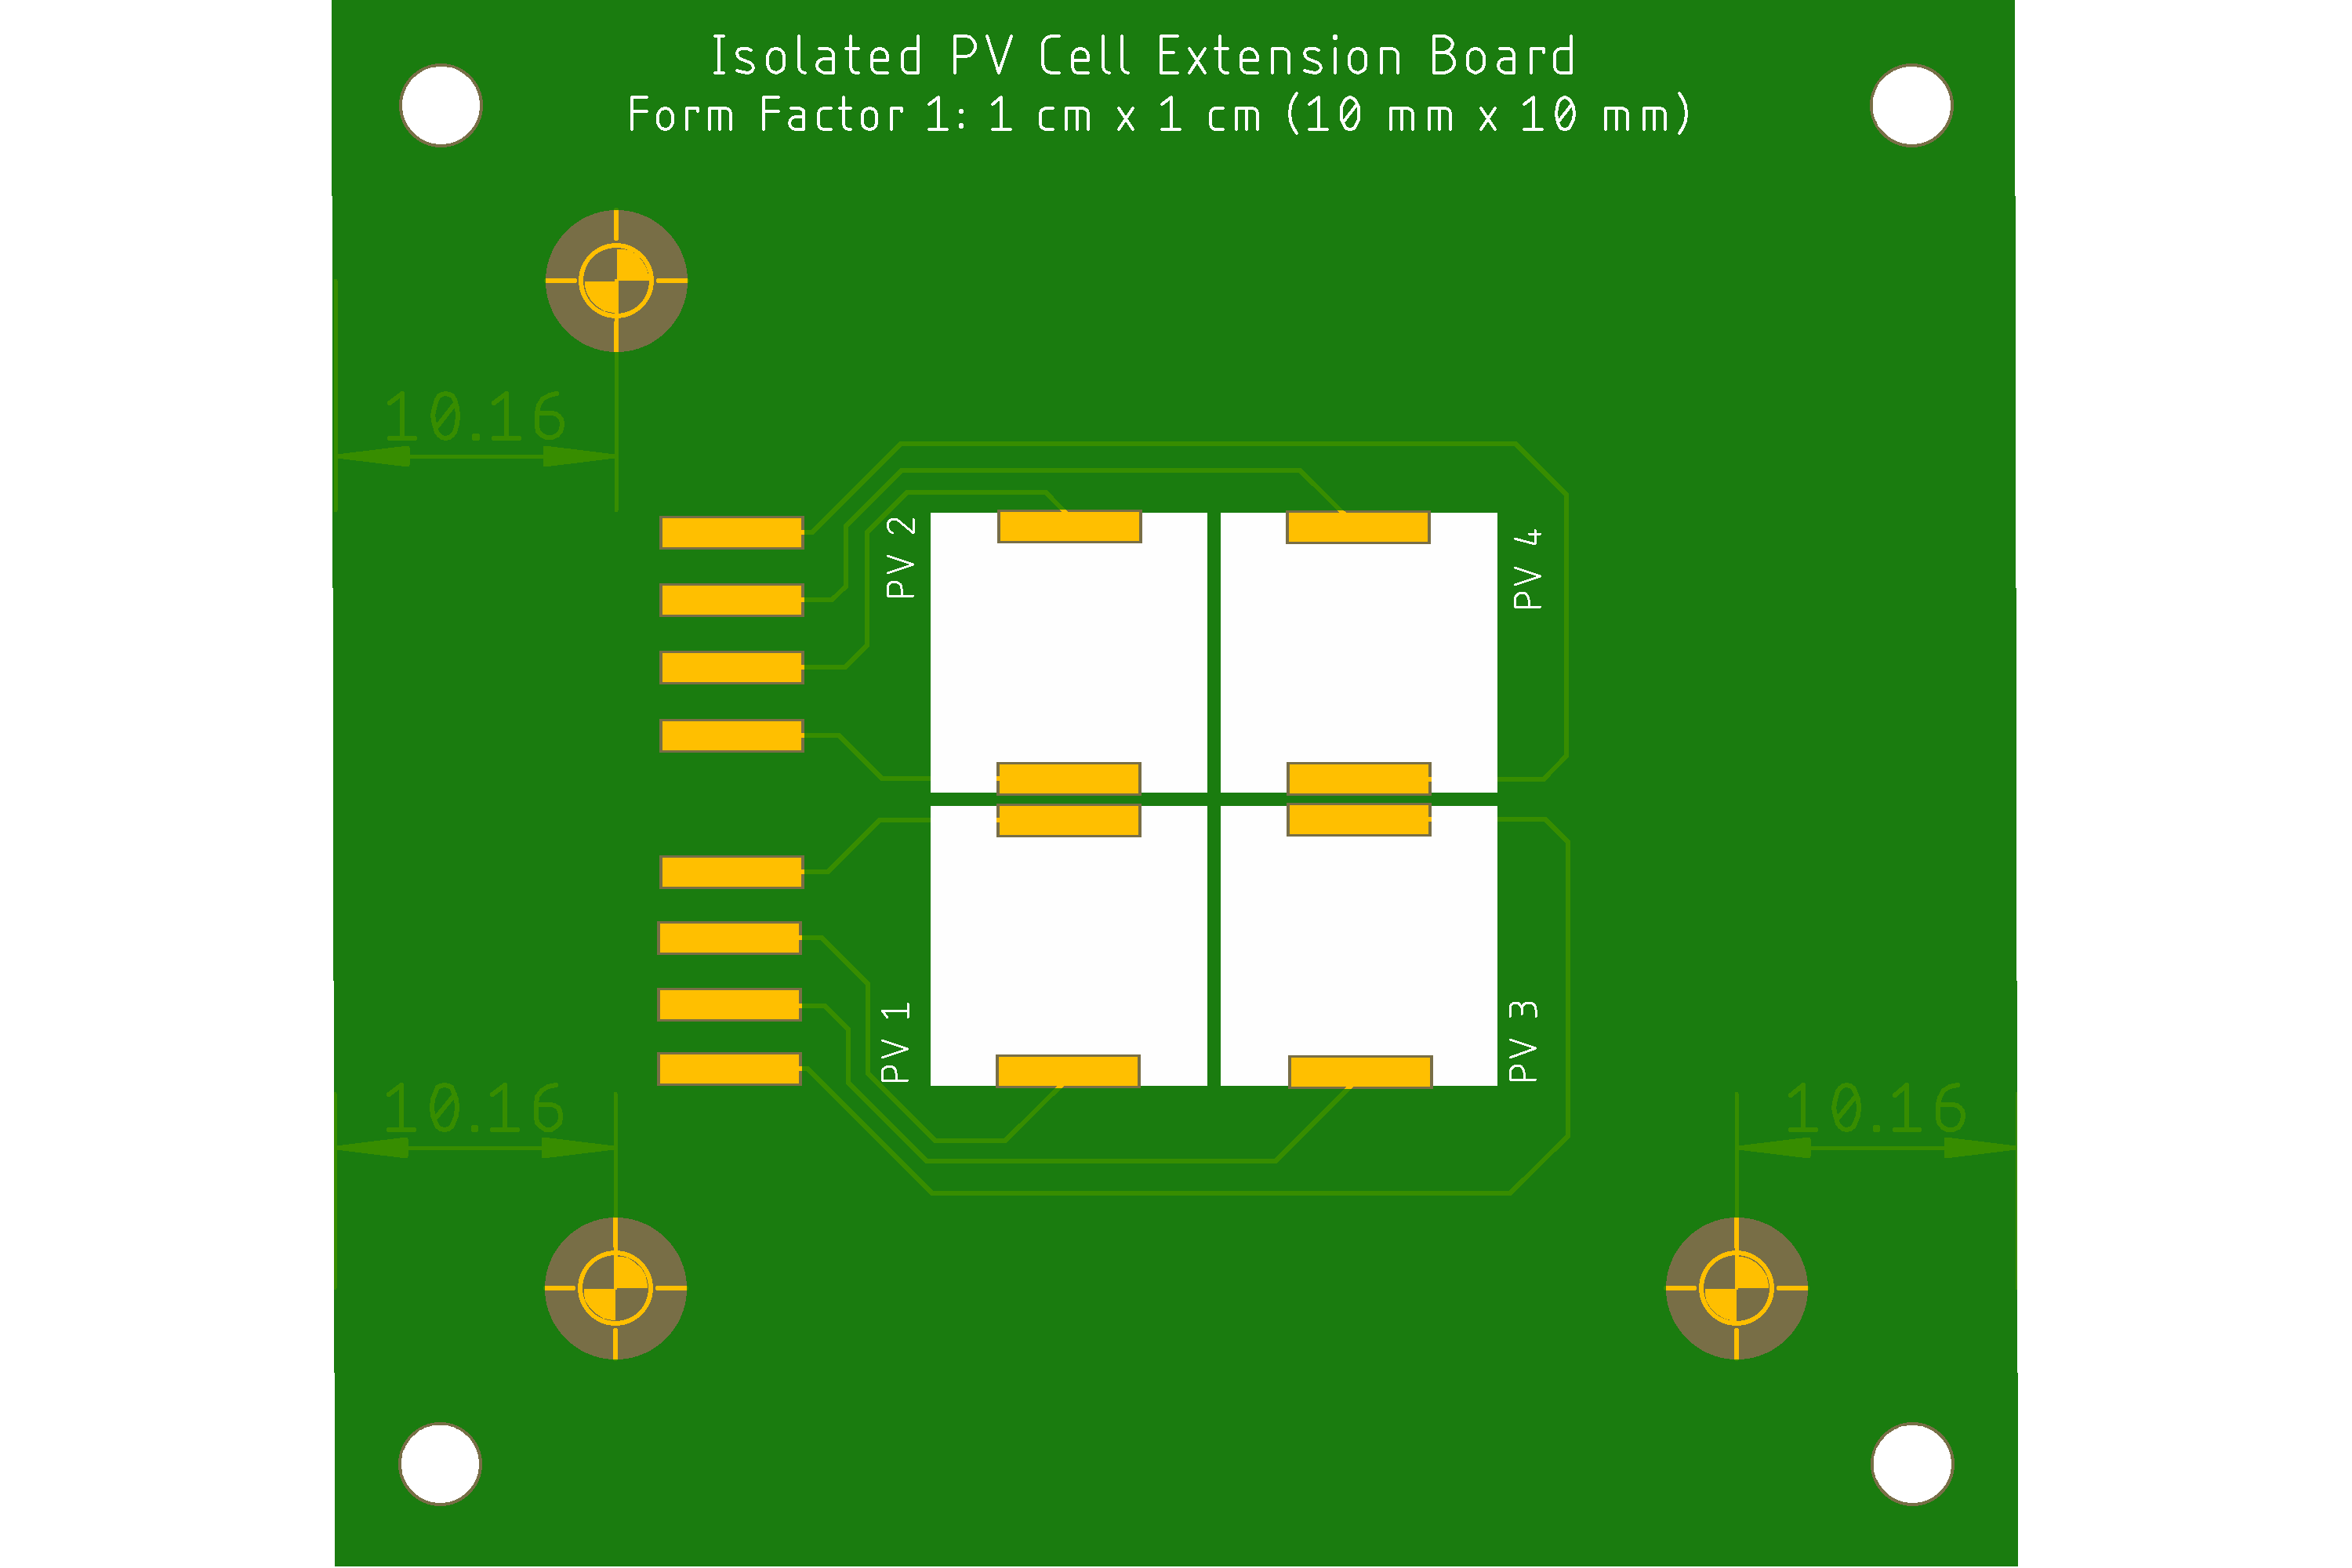 Isolated PV Cell Extension Board
Form Factor 1: 1 cm x 1 cm (10 mm x 10 mm)
10.16
PV 2
PV 4
PV 1
PV 3
10.16
10.16